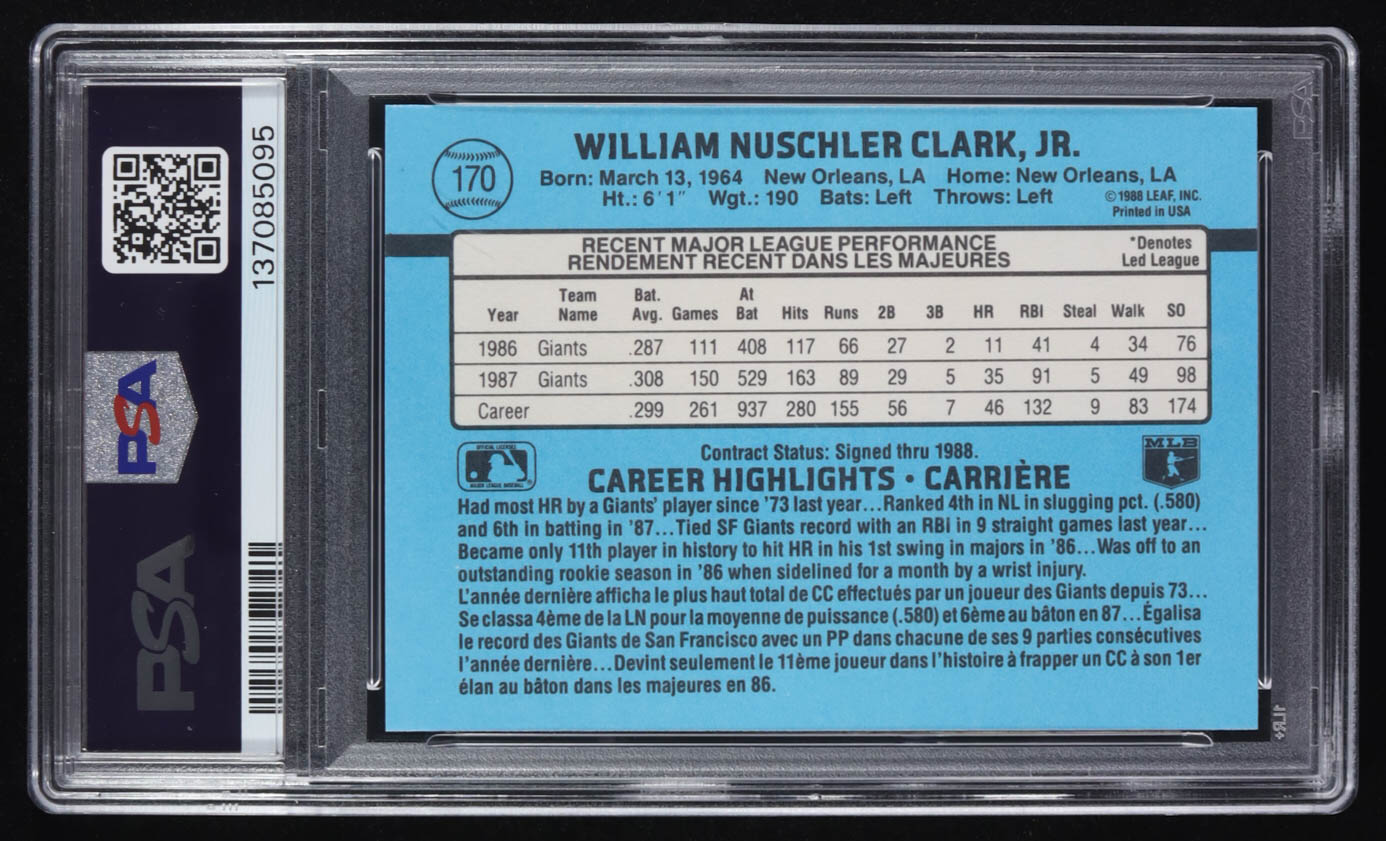 137085095
PSA
PSA
170
WILLIAM NUSCHLER CLARK, JR.
Born: March 13, 1964 New Orleans, LA Home: New Orleans, LA
Ht.: 6'1" Wgt.: 190 Bats: Left Throws: Left
©1988 LEAF, INC.
Printed in USA
RECENT MAJOR LEAGUE PERFORMANCE
RENDEMENT RECENT DANS LES MAJEURES
*Denotes
Led League
Year Team Name Bat. Avg. Games At Bat Hits Runs 2B 3B HR RBI Steal Walk SO
1986 Giants .287 111 408 117 66 27 2 11 41 4 34 76
1987 Giants .308 150 529 163 89 29 5 35 91 5 49 98
Career .299 261 937 280 155 56 7 46 132 9 83 174
OFFICIAL LICENSEE
MAJOR LEAGUE BASEBALL
Contract Status: Signed thru 1988.
CAREER HIGHLIGHTS • CARRIÈRE
MLB
Had most HR by a Giants' player since '73 last year...Ranked 4th in NL in slugging pct. (.580)
and 6th in batting in '87...Tied SF Giants record with an RBI in 9 straight games last year...
Became only 11th player in history to hit HR in his 1st swing in majors in '86...Was off to an
outstanding rookie season in '86 when sidelined for a month by a wrist injury.
L'année dernière afficha le plus haut total de CC effectués par un joueur des Giants depuis 73...
Se classa 4ème de la LN pour la moyenne de puissance (.580) et 6ème au bâton en 87...Égalisa
le record des Giants de San Francisco avec un PP dans chacune de ses 9 parties consécutives
l'année dernière...Devint seulement le 11ème joueur dans l'histoire à frapper un CC à son 1er
élan au bâton dans les majeures en 86.
PSA